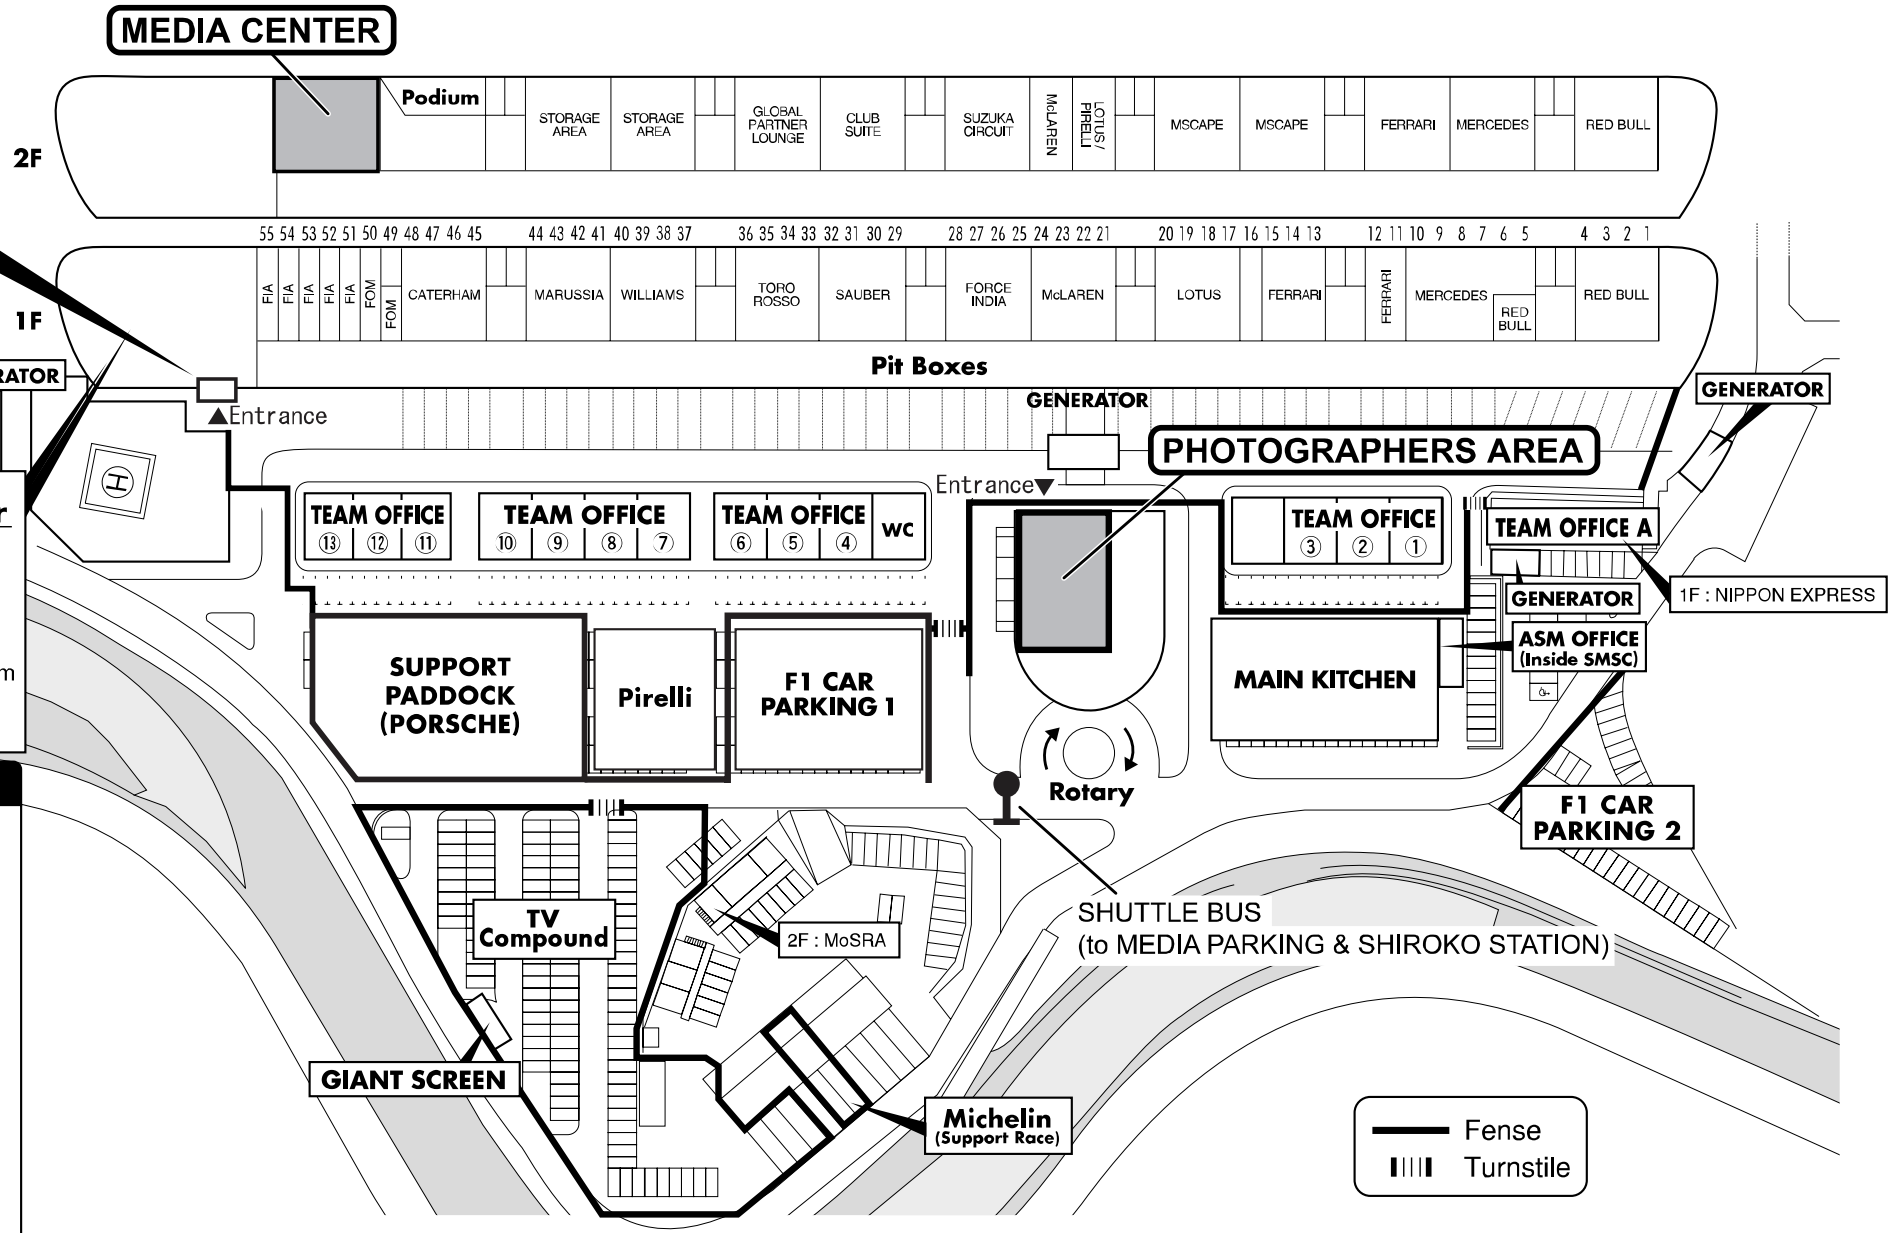 MEDIA CENTER
2F
Podium
STORAGE
AREA
STORAGE
AREA
GLOBAL
PARTNER
LOUNGE
CLUB
SUITE
SUZUKA
CIRCUIT
McLAREN
LOTUS /
PIRELLI
MSCAPE
MSCAPE
FERRARI
MERCEDES
RED BULL
55 54 53 52 51 50 49 48 47 46 45 44 43 42 41 40 39 38 37 36 35 34 33 32 31 30 29 28 27 26 25 24 23 22 21 20 19 18 17 16 15 14 13 12 11 10 9 8 7 6 5 4 3 2 1
1F
FIA
FIA
FIA
FIA
FIA
FOM
FOM
CATERHAM
MARUSSIA
WILLIAMS
TORO
ROSSO
SAUBER
FORCE
INDIA
McLAREN
LOTUS
FERRARI
FERRARI
MERCEDES
RED
BULL
RED BULL
Pit Boxes
RATOR
▲Entrance
GENERATOR
GENERATOR
PHOTOGRAPHERS AREA
Entrance▼
H
r
TEAM OFFICE
⑬ ⑫ ⑪
TEAM OFFICE
⑩ ⑨ ⑧ ⑦
TEAM OFFICE
⑥ ⑤ ④
WC
TEAM OFFICE
③ ② ①
TEAM OFFICE A
1F : NIPPON EXPRESS
GENERATOR
ASM OFFICE
(Inside SMSC)
m
SUPPORT
PADDOCK
(PORSCHE)
Pirelli
F1 CAR
PARKING 1
MAIN KITCHEN
Rotary
F1 CAR
PARKING 2
TV
Compound
2F : MoSRA
SHUTTLE BUS
(to MEDIA PARKING & SHIROKO STATION)
GIANT SCREEN
Michelin
(Support Race)
Fense
Turnstile